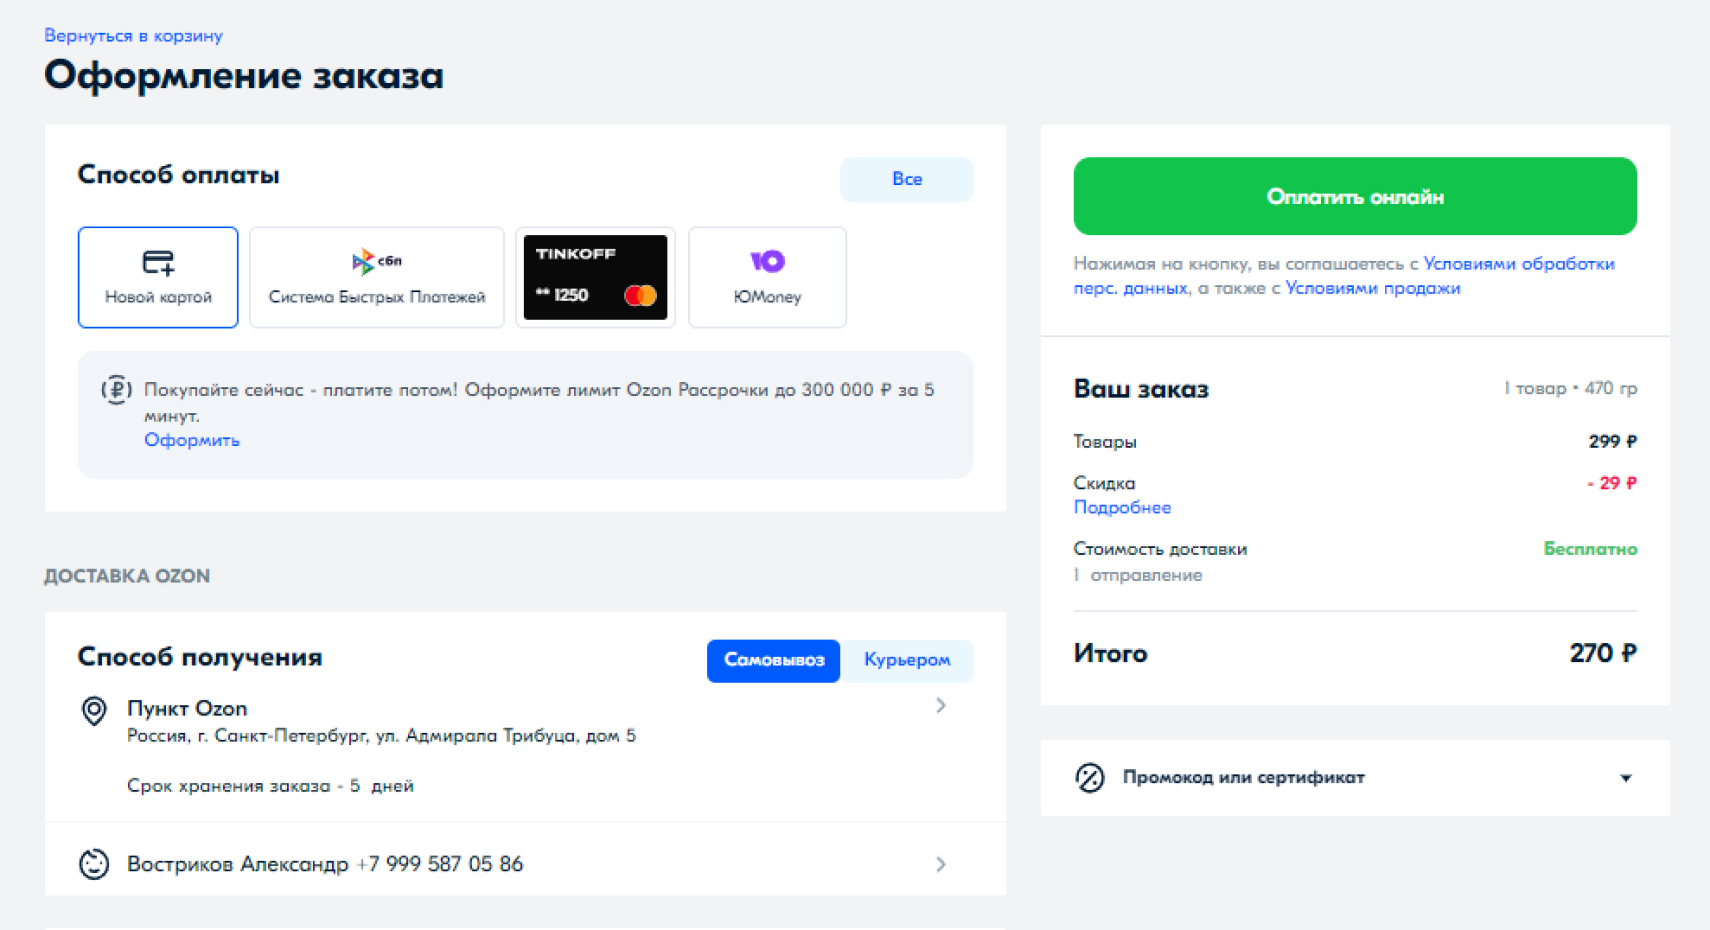 Вернуться в корзину
Оформление заказа
Способ оплаты
Все
Новой картой
сбп
Система Быстрых Платежей
TINKOFF
** 1250
ЮMoney
Покупайте сейчас - платите потом! Оформите лимит Ozon Рассрочки до 300 000 ₽ за 5
минут.
Оформить
ДОСТАВКА OZON
Способ получения
Самовывоз
Курьером
Пункт Ozon
Россия, г. Санкт-Петербург, ул. Адмирала Трибуца, дом 5
Срок хранения заказа - 5 дней
Востриков Александр +7 999 587 05 86
Оплатить онлайн
Нажимая на кнопку, вы соглашаетесь с Условиями обработки
перс. данных, а также с Условиями продажи
Ваш заказ 1 товар • 470 гр
Товары 299 ₽
Скидка - 29 ₽
Подробнее
Стоимость доставки Бесплатно
1 отправление
Итого 270 ₽
Промокод или сертификат